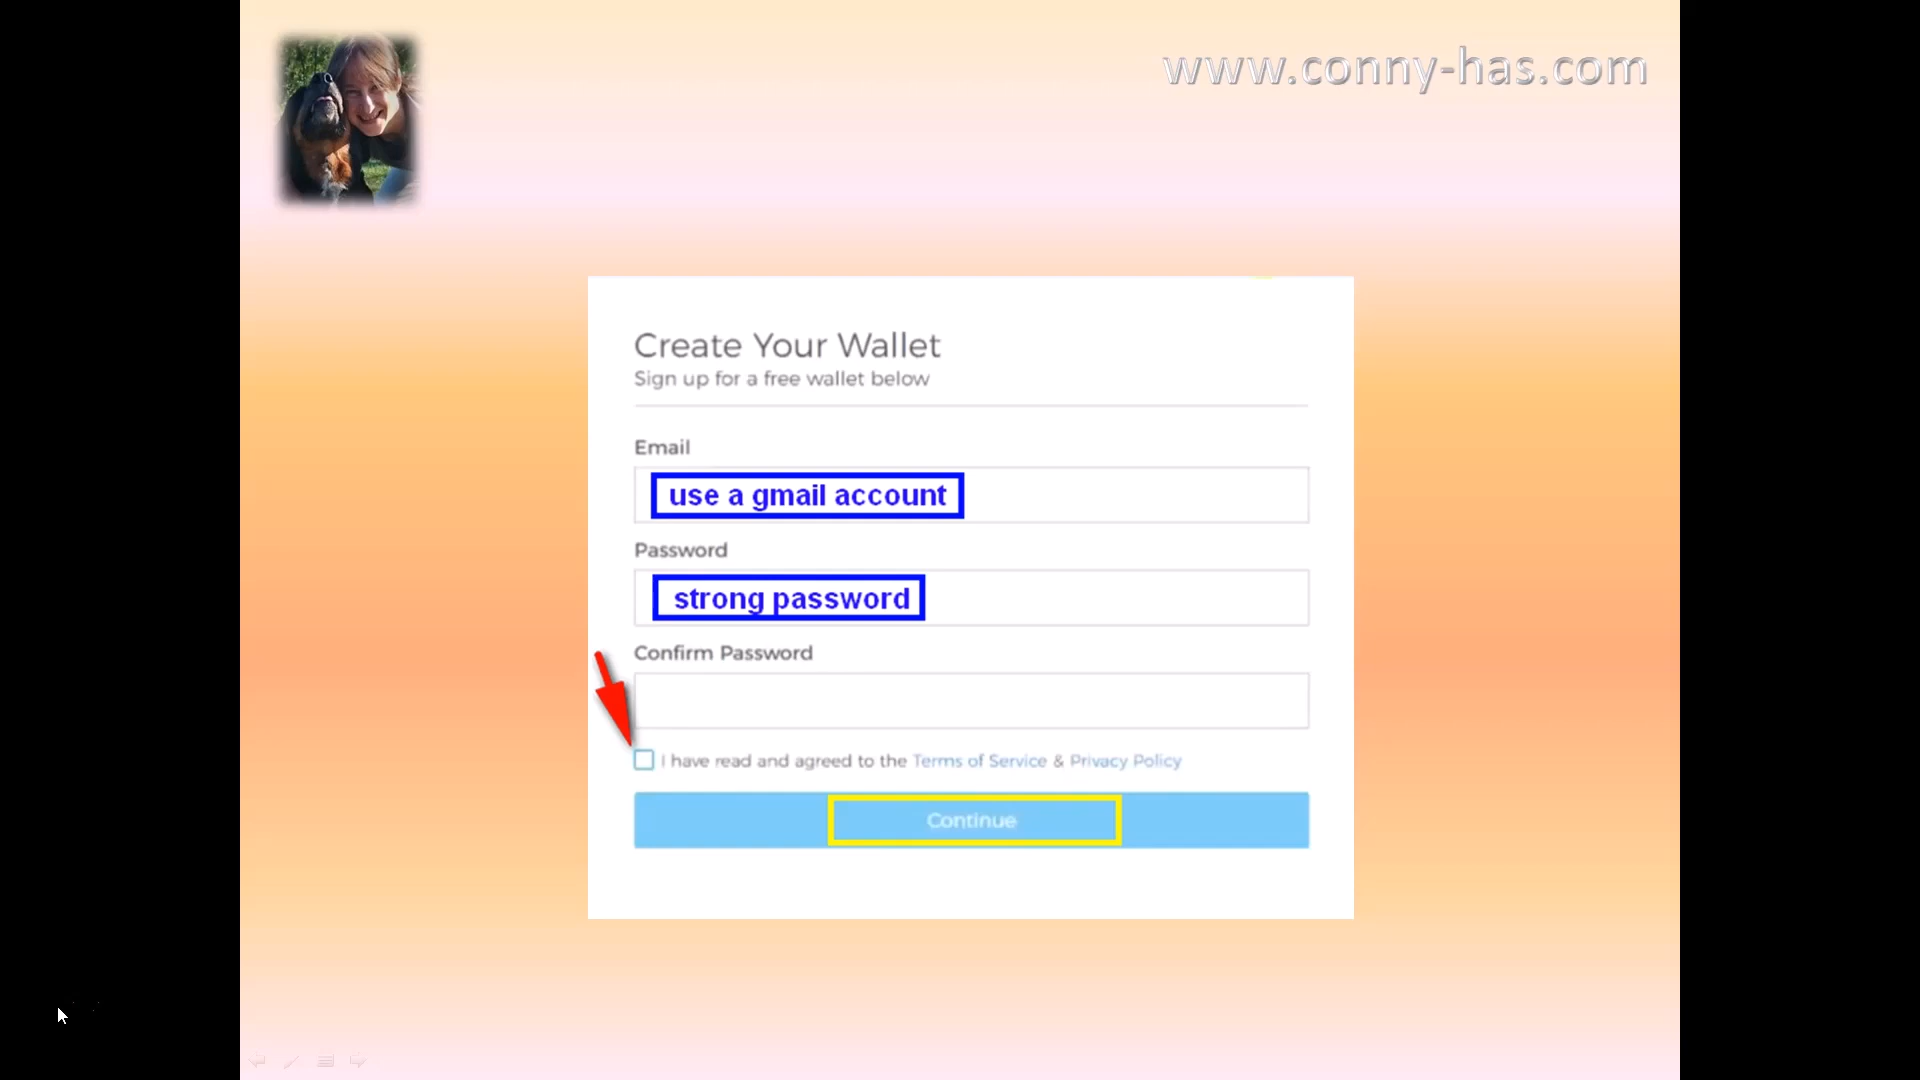 www.conny-has.com
Create Your Wallet
Sign up for a free wallet below
Email
use a gmail account
Password
strong password
Confirm Password
I have read and agreed to the Terms of Service & Privacy Policy
Continue